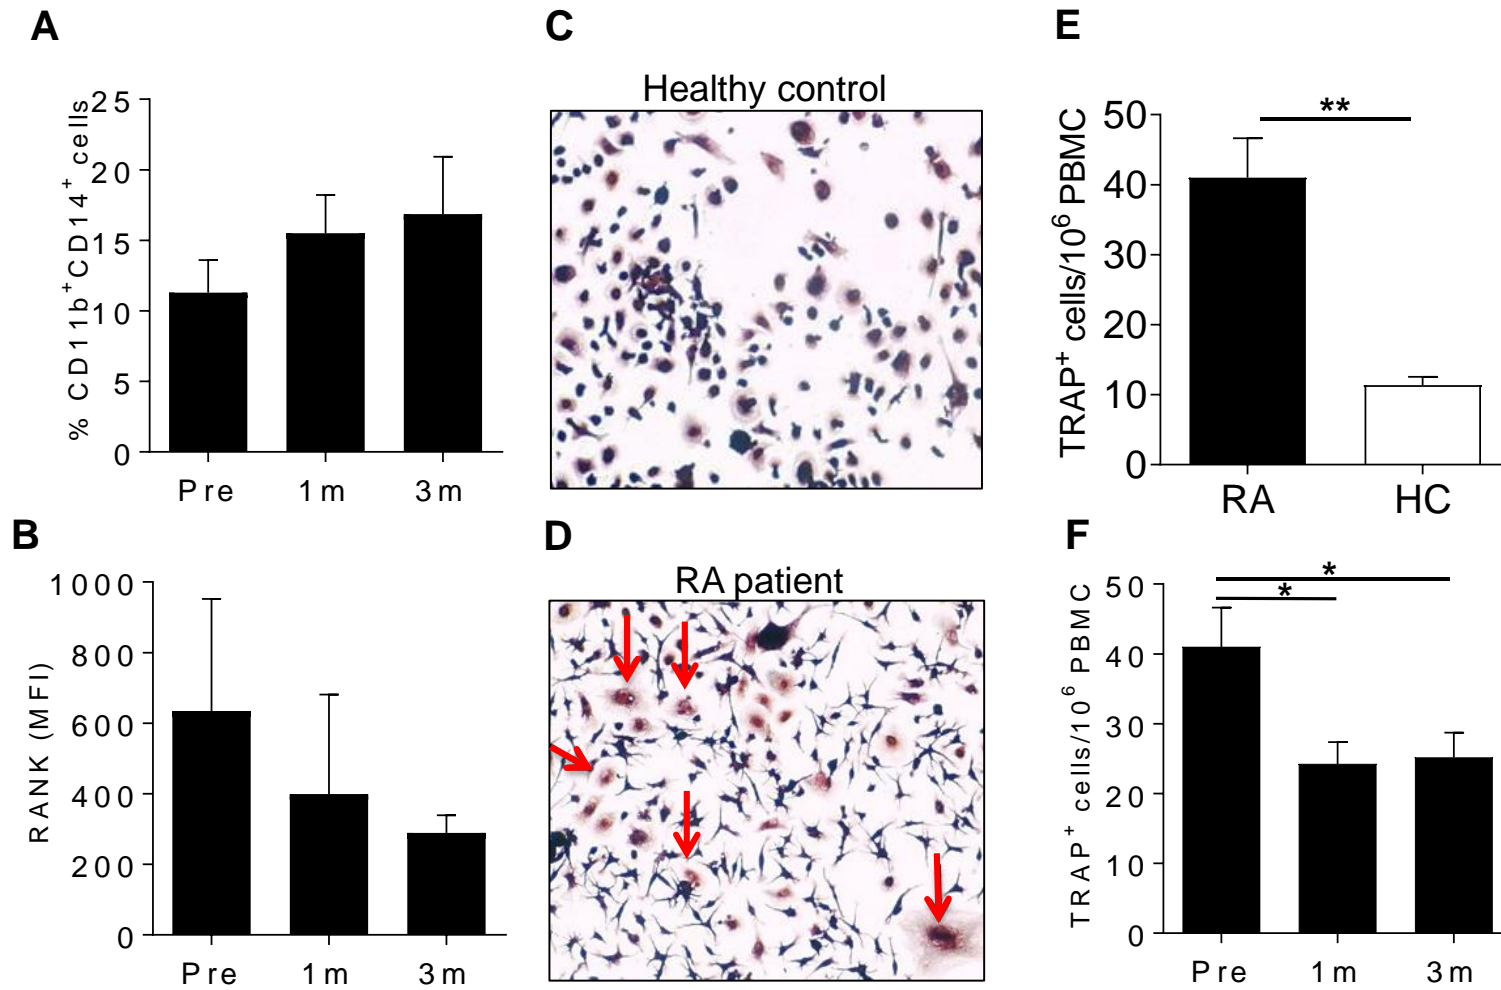 A
% CD11b+CD14+ cells
25
20
15
10
5
0
Pre 1m 3m
B
RANK (MFI)
1000
800
600
400
200
0
Pre 1m 3m
C
Healthy control
D
RA patient
E
TRAP+ cells/10^6 PBMC
50
40
30
20
10
0
**
RA HC
F
TRAP+ cells/10^6 PBMC
50
40
30
20
10
0
*
*
Pre 1m 3m